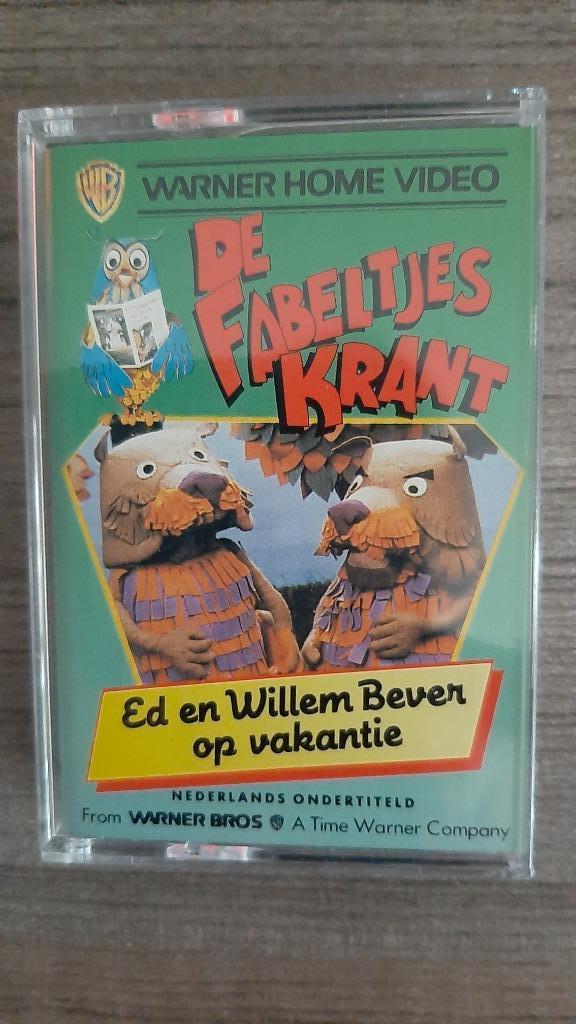 WB
WARNER HOME VIDEO
DE
FABELTJES
KRANT
Ed en Willem Bever
op vakantie
NEDERLANDS ONDERTITELD
From WARNER BROS A Time Warner Company